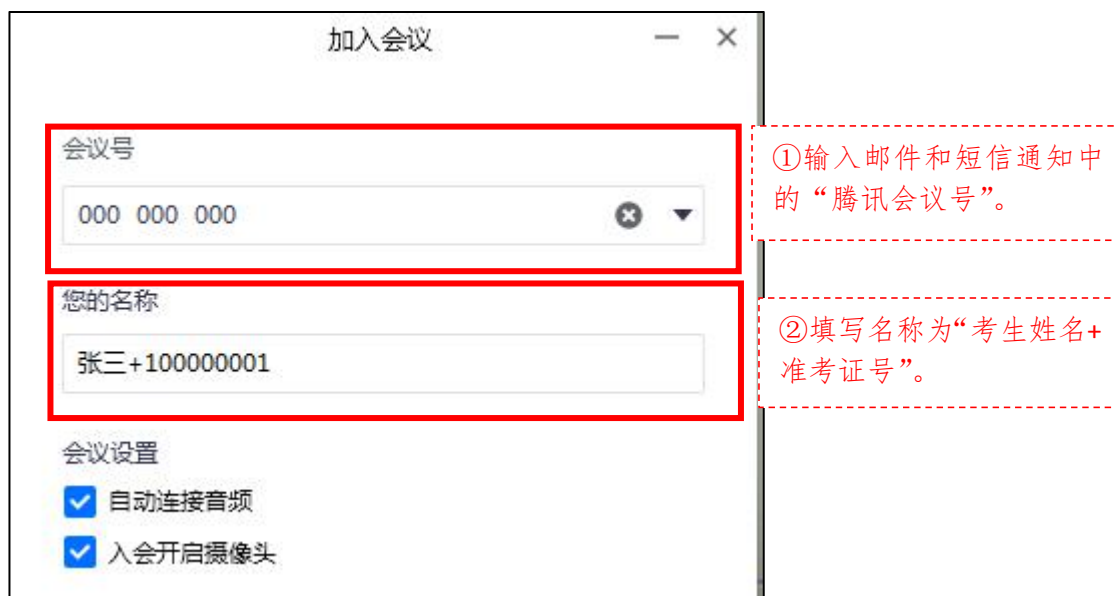 加入会议
会议号
000 000 000
①输入邮件和短信通知中
的“腾讯会议号”。
您的名称
张三+100000001
②填写名称为“考生姓名+
准考证号”。
会议设置
自动连接音频
入会开启摄像头